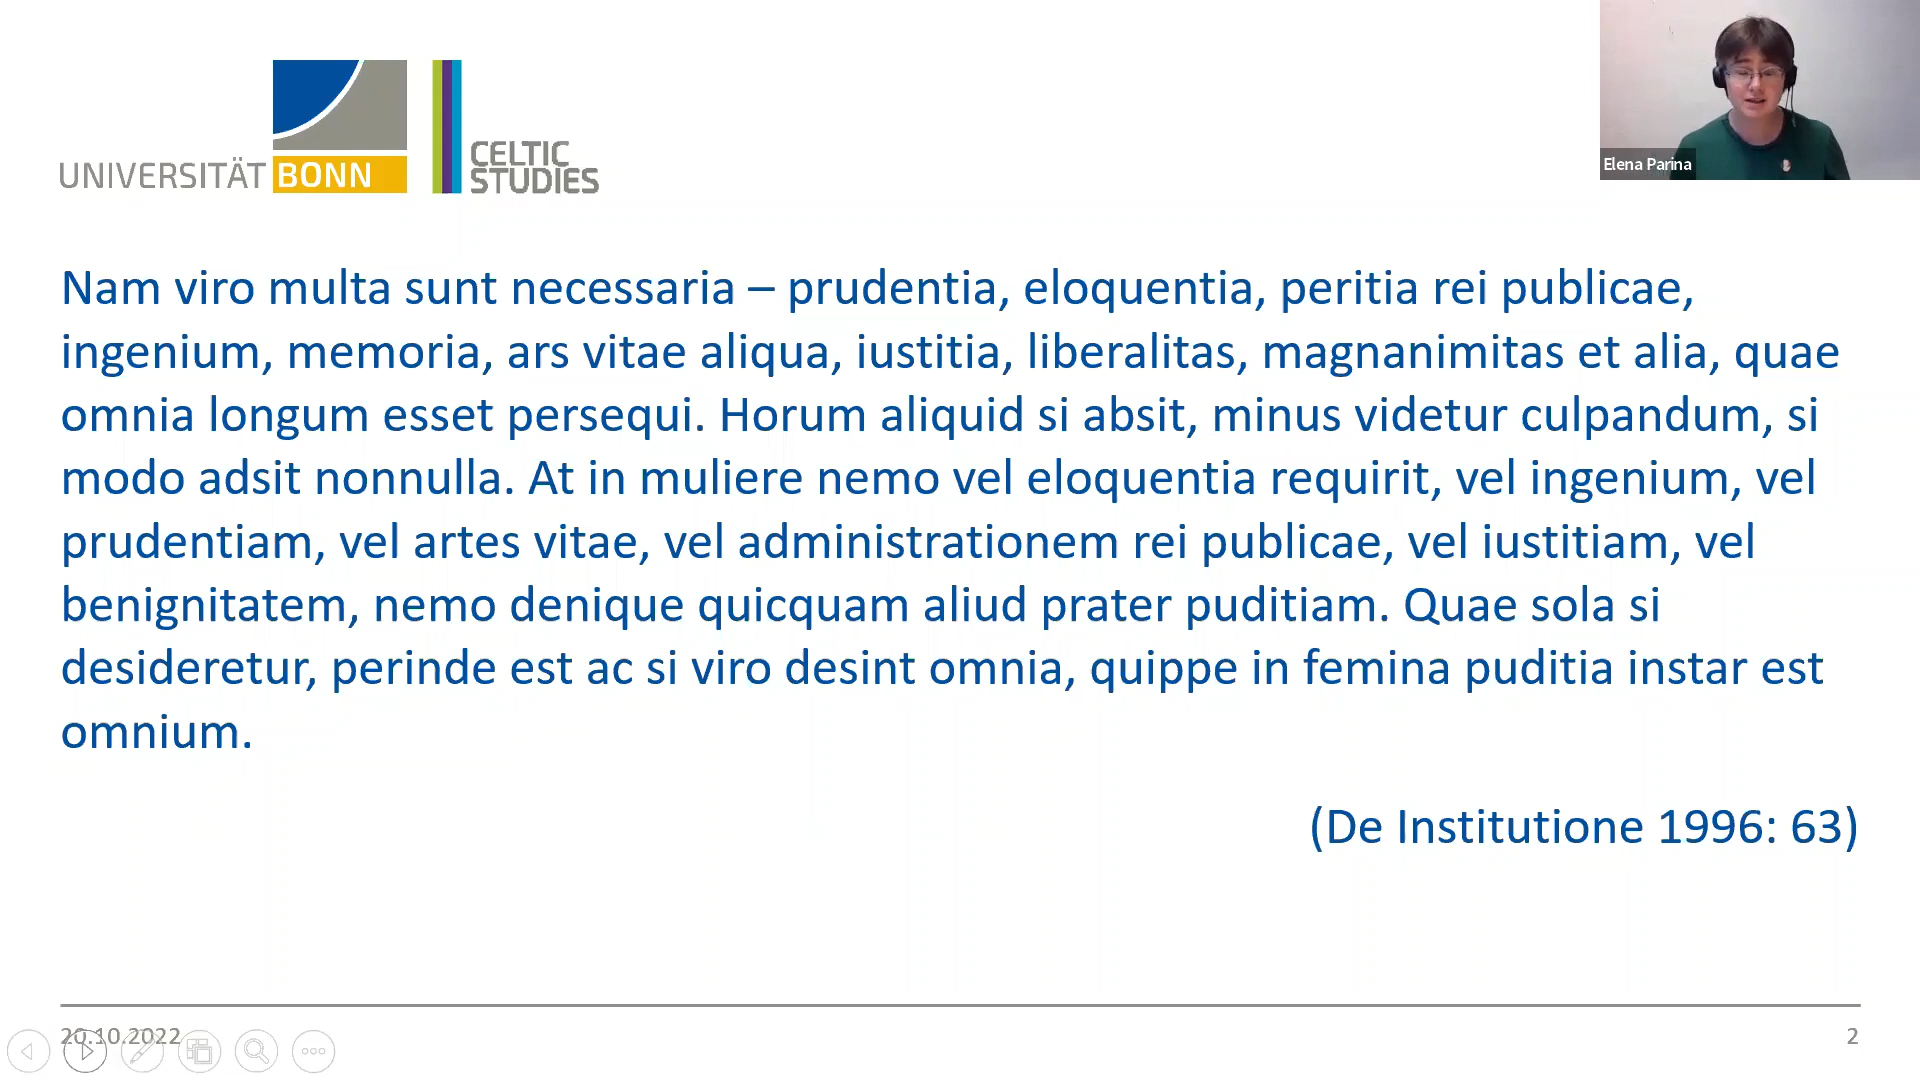 UNIVERSITÄT BONN
CELTIC
STUDIES
Elena Parina
Nam viro multa sunt necessaria – prudentia, eloquentia, peritia rei publicae,
ingenium, memoria, ars vitae aliqua, iustitia, liberalitas, magnanimitas et alia, quae
omnia longum esset persequi. Horum aliquid si absit, minus videtur culpandum, si
modo adsit nonnulla. At in muliere nemo vel eloquentia requirit, vel ingenium, vel
prudentiam, vel artes vitae, vel administrationem rei publicae, vel iustitiam, vel
benignitatem, nemo denique quicquam aliud prater puditiam. Quae sola si
desideretur, perinde est ac si viro desint omnia, quippe in femina puditia instar est
omnium.
(De Institutione 1996: 63)
20.10.2022
2